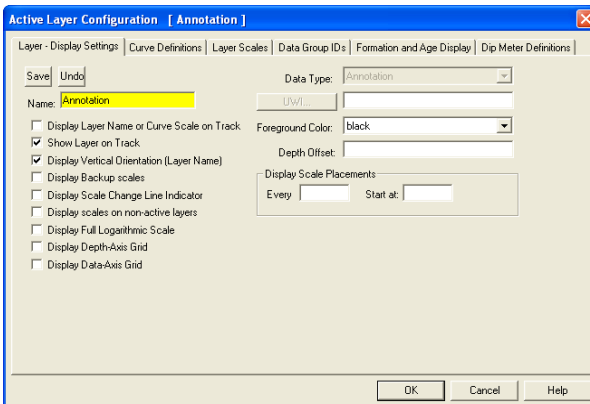 Active Layer Configuration [ Annotation ]
Layer - Display Settings Curve Definitions Layer Scales Data Group IDs Formation and Age Display Dip Meter Definitions
Save Undo
Name: Annotation
Display Layer Name or Curve Scale on Track
Show Layer on Track
Display Vertical Orientation (Layer Name)
Display Backup scales
Display Scale Change Line Indicator
Display scales on non-active layers
Display Full Logarithmic Scale
Display Depth-Axis Grid
Display Data-Axis Grid
Data Type: Annotation
UWI...
Foreground Color: black
Depth Offset:
Display Scale Placements
Every Start at:
OK Cancel Help